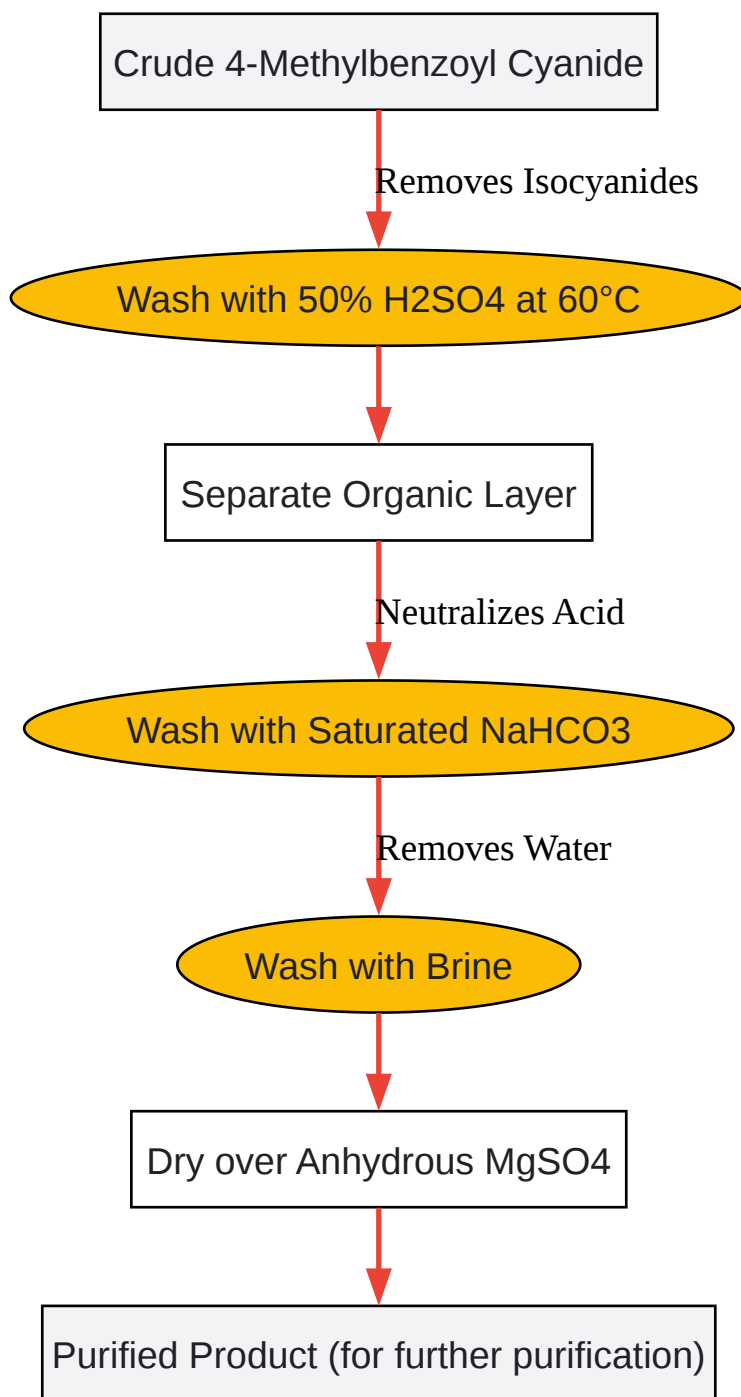 Crude 4-Methylbenzoyl Cyanide
Removes Isocyanides
Wash with 50% H2SO4 at 60°C
Separate Organic Layer
Neutralizes Acid
Wash with Saturated NaHCO3
Removes Water
Wash with Brine
Dry over Anhydrous MgSO4
Purified Product (for further purification)